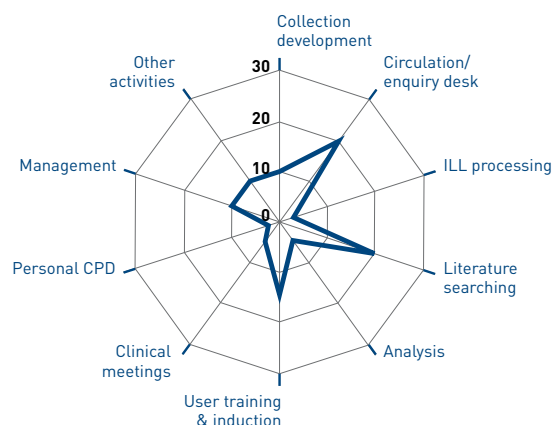 Collection
development
Circulation/
enquiry desk
ILL processing
Literature
searching
Analysis
User training
& induction
Clinical
meetings
Personal CPD
Management
Other
activities
30
20
10
0